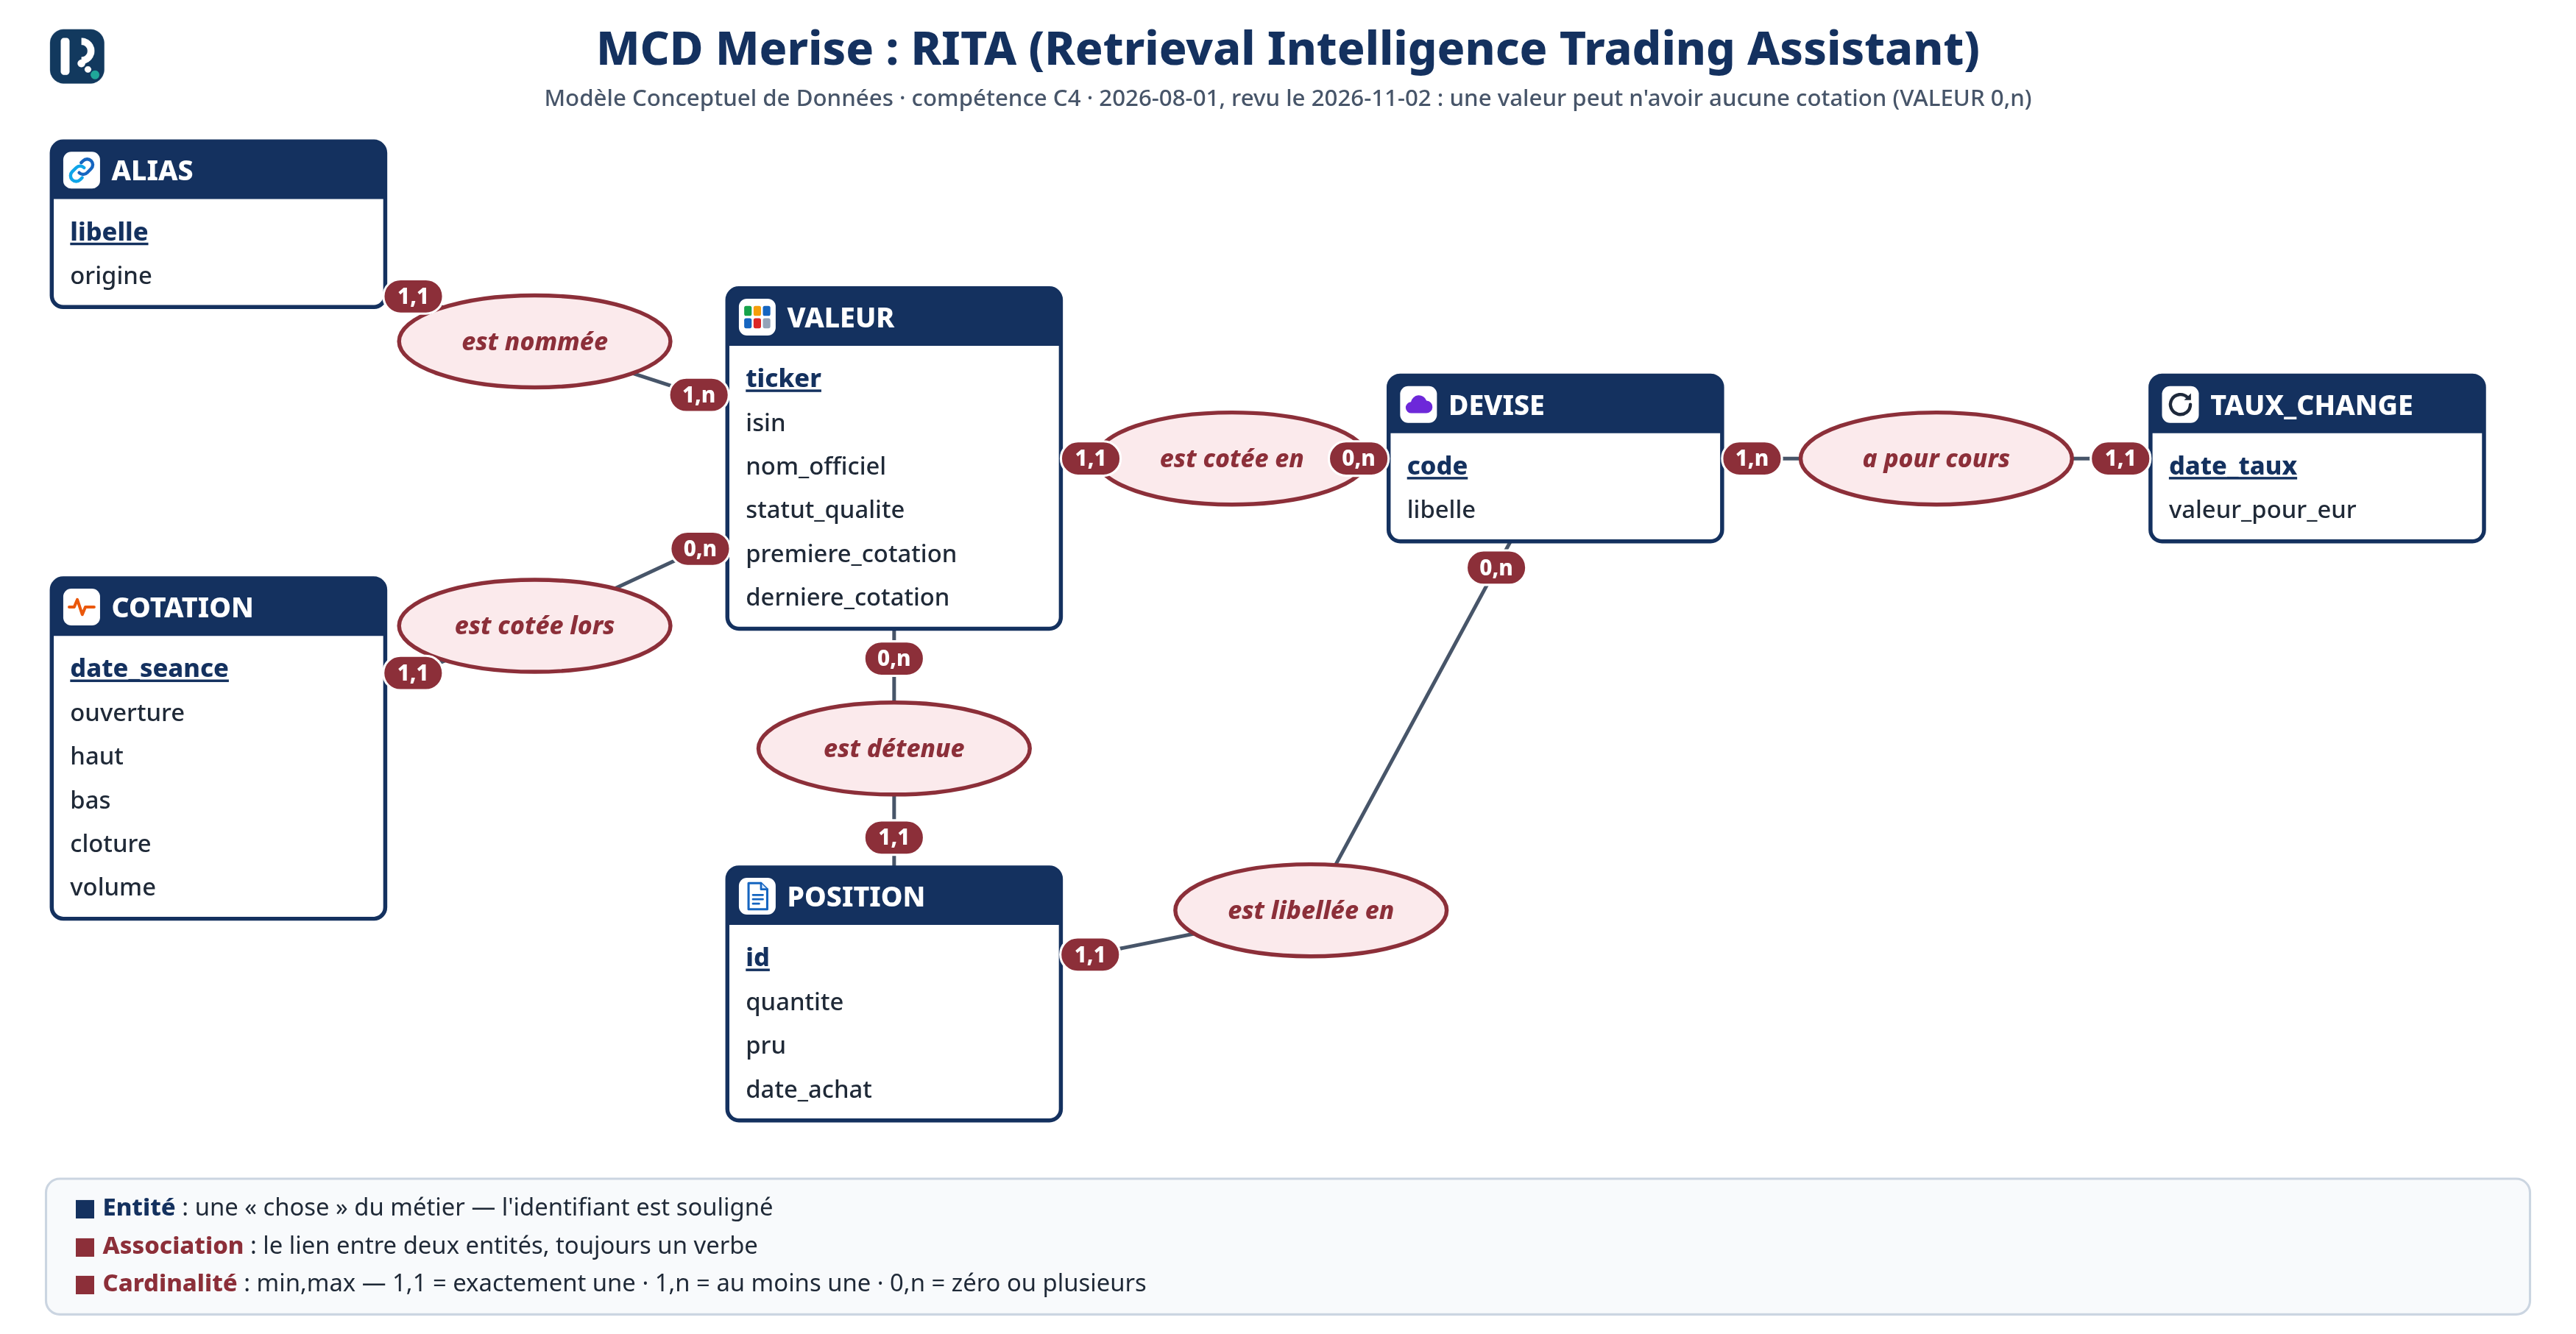 MCD Merise : RITA (Retrieval Intelligence Trading Assistant)
Modèle Conceptuel de Données · compétence C4 · 2026-08-01, revu le 2026-11-02 : une valeur peut n'avoir aucune cotation (VALEUR 0,n)
ALIAS
libelle
origine
1,1
est nommée
1,n
VALEUR
ticker
isin
nom_officiel
statut_qualite
premiere_cotation
derniere_cotation
1,1
est cotée en
0,n
DEVISE
code
libelle
1,n
a pour cours
1,1
TAUX_CHANGE
date_taux
valeur_pour_eur
0,n
est cotée lors
1,1
COTATION
date_seance
ouverture
haut
bas
cloture
volume
0,n
est détenue
1,1
0,n
est libellée en
1,1
POSITION
id
quantite
pru
date_achat
Entité : une « chose » du métier — l'identifiant est souligné
Association : le lien entre deux entités, toujours un verbe
Cardinalité : min,max — 1,1 = exactement une · 1,n = au moins une · 0,n = zéro ou plusieurs